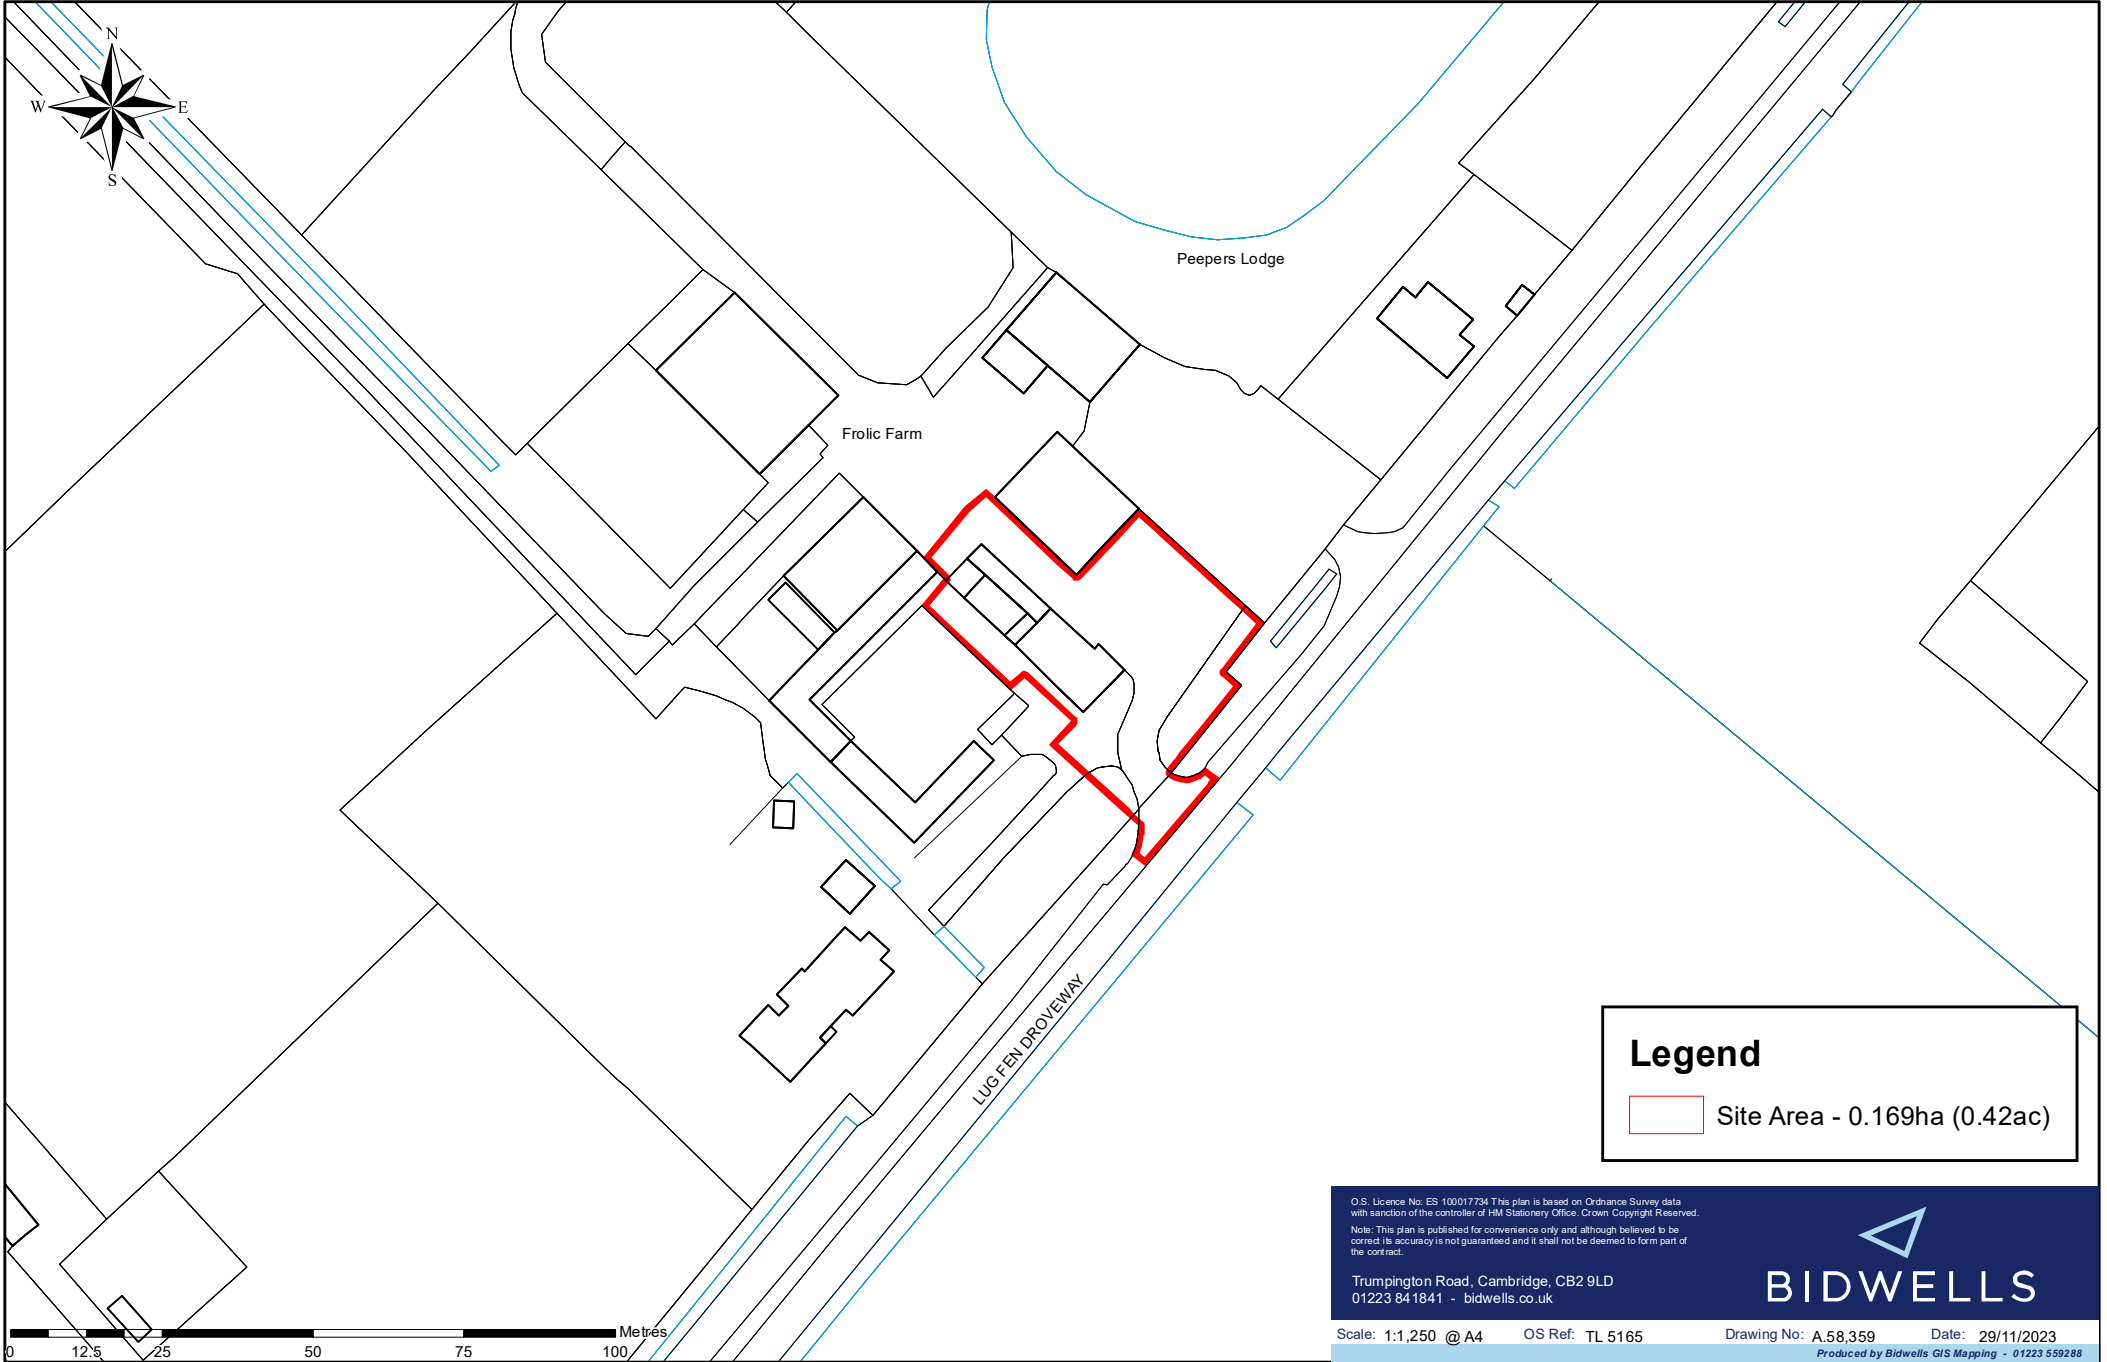 N
W
E
S
Peepers Lodge
Frolic Farm
LUG FEN DROVEWAY
Legend
Site Area - 0.169ha (0.42ac)
O.S. Licence No: ES 100017734 This plan is based on Ordnance Survey data
with sanction of the controller of HM Stationery Office. Crown Copyright Reserved.
Note: This plan is published for convenience only and although believed to be
correct its accuracy is not guaranteed and it shall not be deemed to form part of
the contract.
Trumpington Road, Cambridge, CB2 9LD
01223 841841 - bidwells.co.uk
BIDWELLS
Metres
0 12.5 25 50 75 100
Scale: 1:1,250 @ A4 OS Ref: TL 5165 Drawing No: A.58,359 Date: 29/11/2023
Produced by Bidwells GIS Mapping - 01223 559288